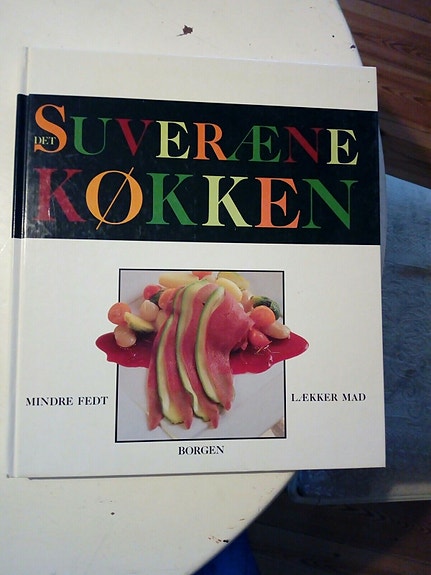 DET SUVERÆNE
KØKKEN
MINDRE FEDT
LÆKKER MAD
BORGEN